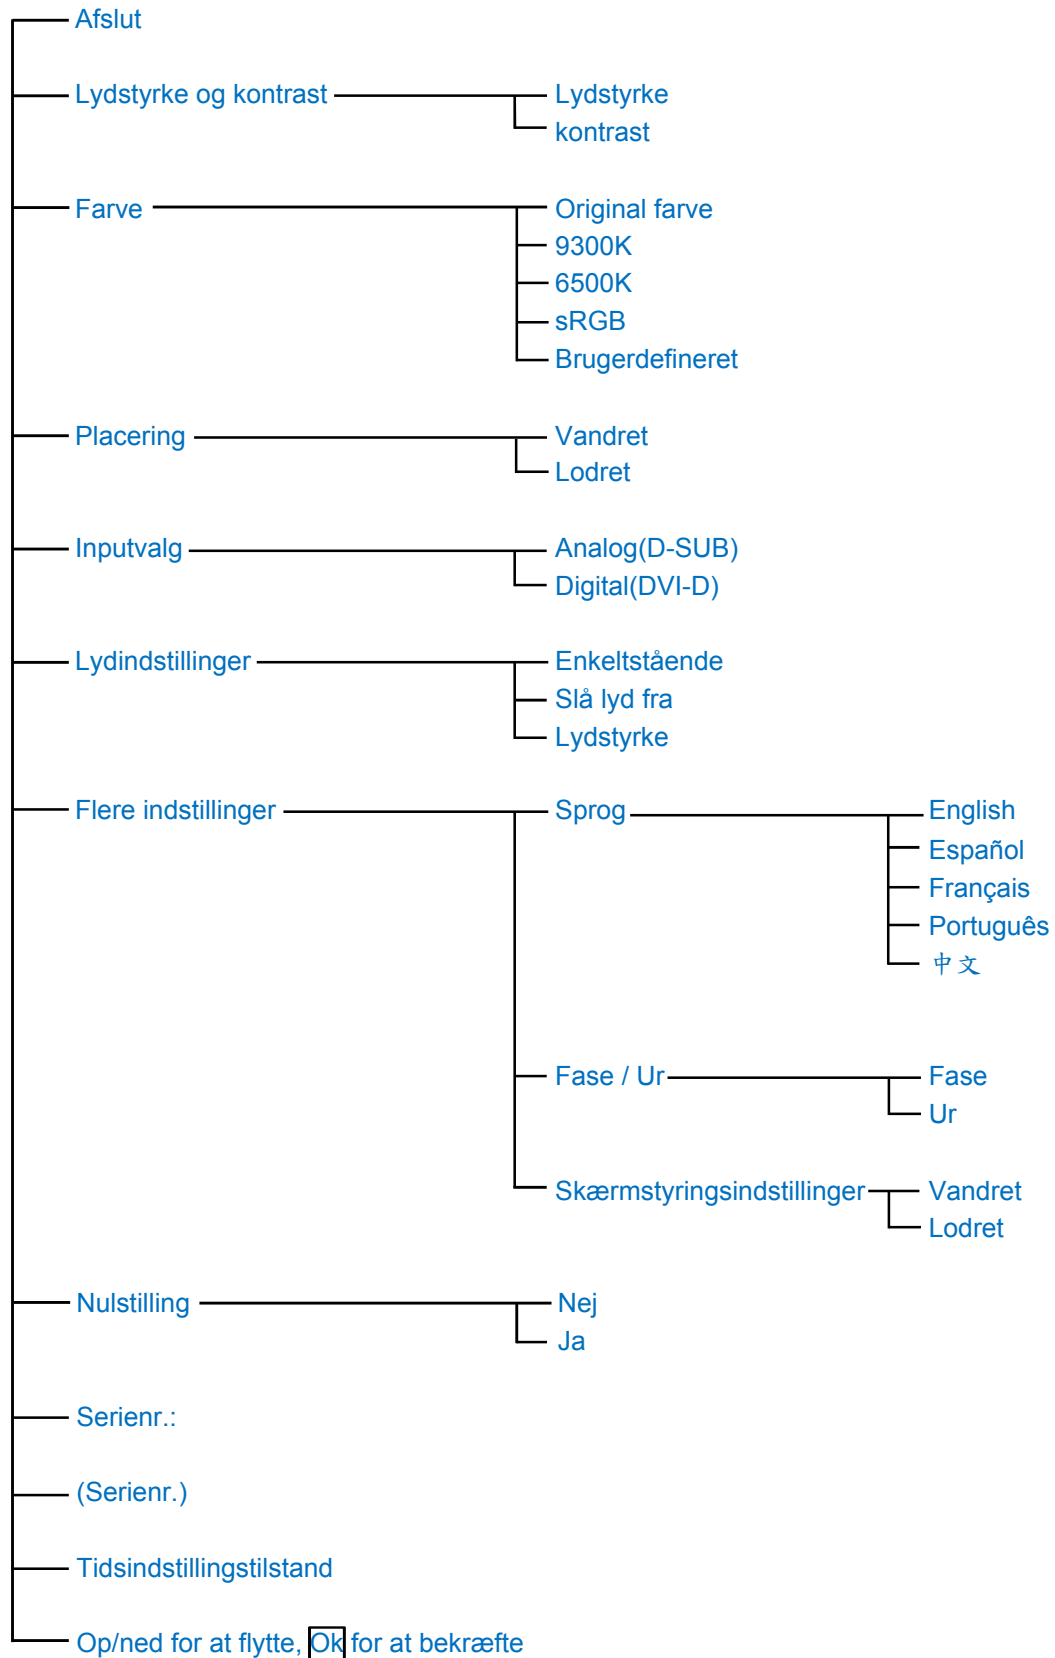 Afslut
Lydstyrke og kontrast
Lydstyrke
kontrast
Farve
Original farve
9300K
6500K
sRGB
Brugerdefineret
Placering
Vandret
Lodret
Inputvalg
Analog(D-SUB)
Digital(DVI-D)
Lydindstillinger
Enkeltstående
Slå lyd fra
Lydstyrke
Flere indstillinger
Sprog
English
Español
Français
Português
中文
Fase / Ur
Fase
Ur
Skærmstyringsindstillinger
Vandret
Lodret
Nulstilling
Nej
Ja
Serienr.:
(Serienr.)
Tidsindstillingstilstand
Op/ned for at flytte, Ok for at bekræfte